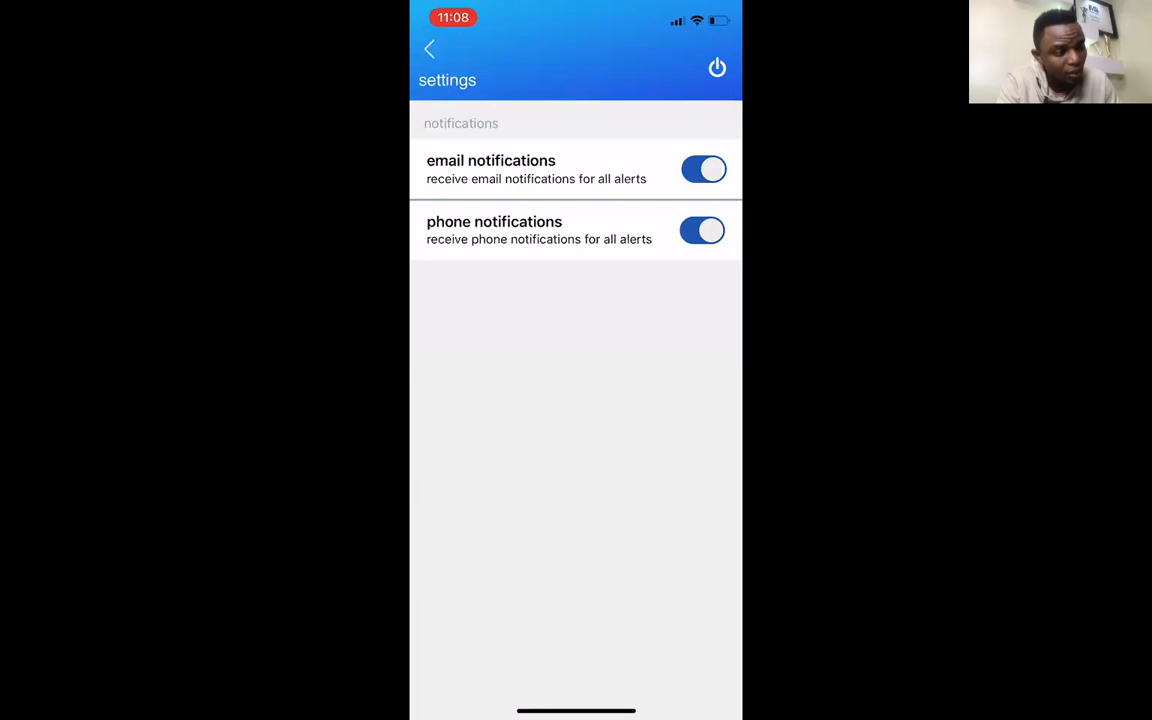 11:08
settings
notifications
email notifications
receive email notifications for all alerts
phone notifications
receive phone notifications for all alerts